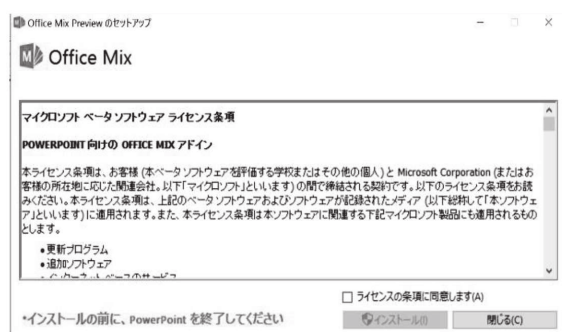 Office Mix Preview のセットアップ
Office Mix
マイクロソフト ベータ ソフトウェア ライセンス条項
POWERPOINT 向けの OFFICE MIX アドイン
本ライセンス条項は、お客様 (本ベータ ソフトウェアを評価する学校またはその他の個人) と Microsoft Corporation (またはお
客様の所在地に応じた関連会社。以下「マイクロソフト」といいます) の間で締結される契約です。以下のライセンス条項をお読
みください。本ライセンス条項は、上記のベータ ソフトウェアおよびソフトウェアが記録されたメディア (以下総称して「本ソフトウェ
ア」といいます) に適用されます。また、本ライセンス条項は本ソフトウェアに関連する下記マイクロソフト製品にも適用されるもの
とします。
•更新プログラム
•追加ソフトウェア
•インターネット ベースのサービス
ライセンスの条項に同意します(A)
*インストールの前に、PowerPoint を終了してください
インストール(I)
閉じる(C)